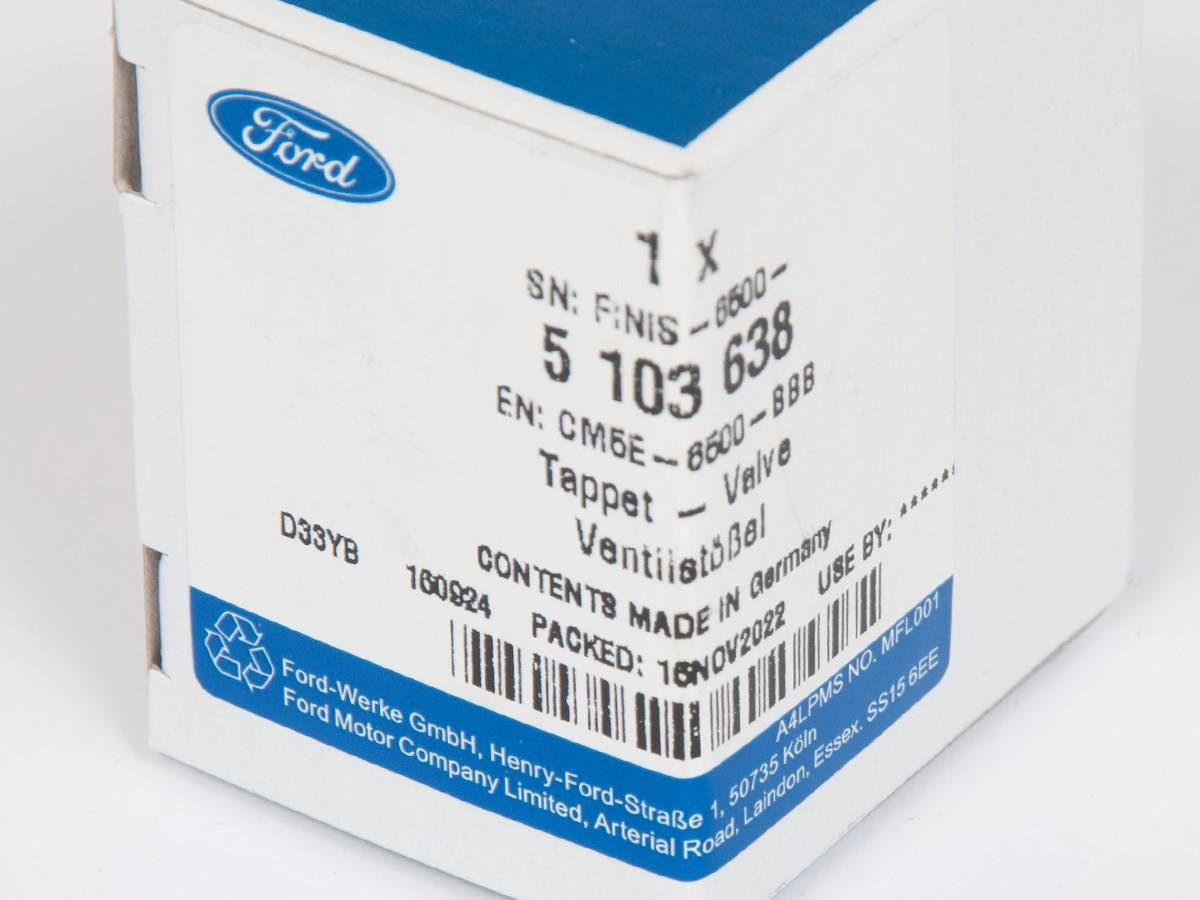 Ford
1 X
SN: FINIS-6500-
5 103 638
EN: CM5E-6500-BBB
Tappet - Valve
Ventilstößel
CONTENTS MADE IN Germany
D33YB 160924 PACKED: 16NOV2022 USE BY: ******
A4LPMS NO. MFL001
Ford-Werke GmbH, Henry-Ford-Straße 1, 50735 Köln
Ford Motor Company Limited, Arterial Road, Laindon, Essex. SS15 6EE